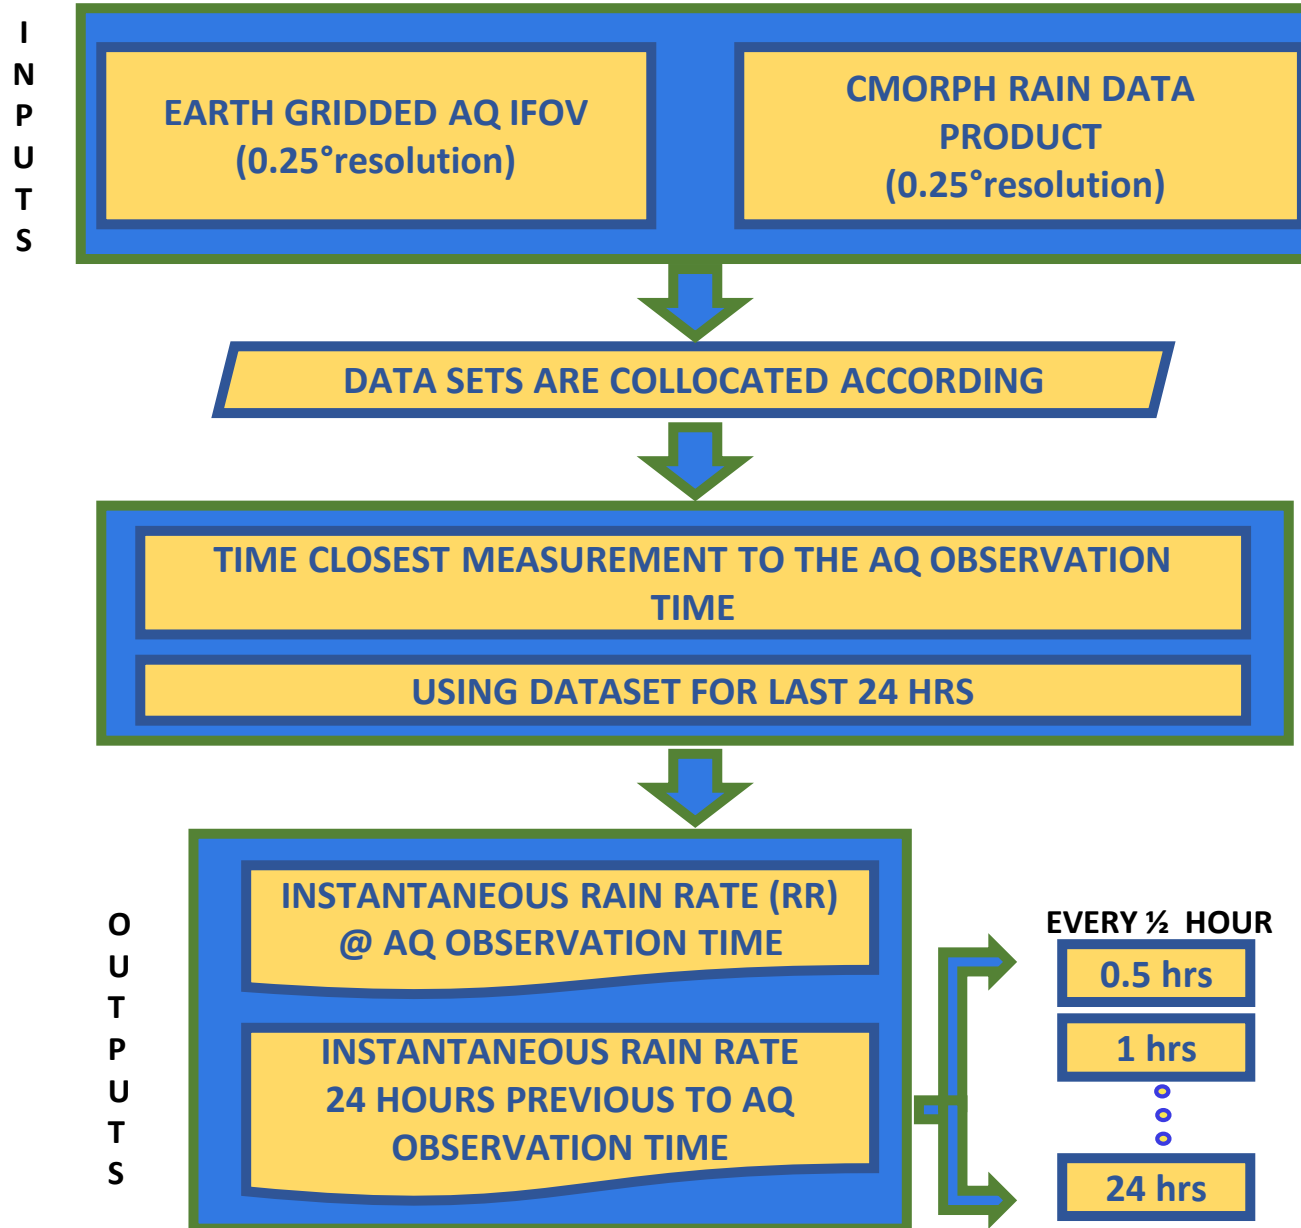 INPUTS
EARTH GRIDDED AQ IFOV
(0.25°resolution)
CMORPH RAIN DATA
PRODUCT
(0.25°resolution)
DATA SETS ARE COLLOCATED ACCORDING
TIME CLOSEST MEASUREMENT TO THE AQ OBSERVATION
TIME
USING DATASET FOR LAST 24 HRS
OUTPUTS
INSTANTANEOUS RAIN RATE (RR)
@ AQ OBSERVATION TIME
INSTANTANEOUS RAIN RATE
24 HOURS PREVIOUS TO AQ
OBSERVATION TIME
EVERY ½ HOUR
0.5 hrs
1 hrs
24 hrs